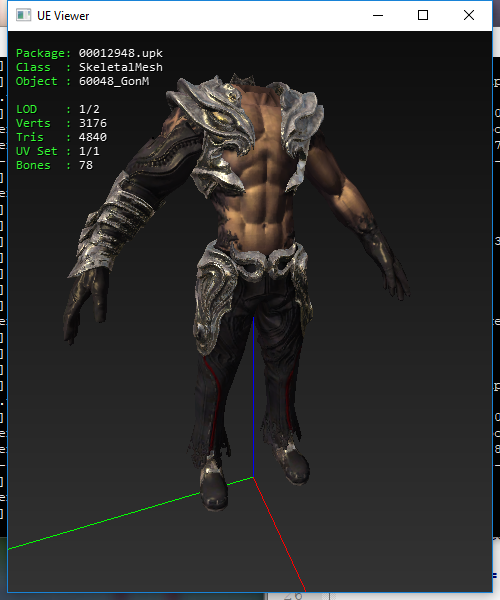 UE Viewer
Package: 00012948.upk
Class : SkeletalMesh
Object : 60048_GonM
LOD : 1/2
Verts : 3176
Tris : 4840
UV Set : 1/1
Bones : 78
26